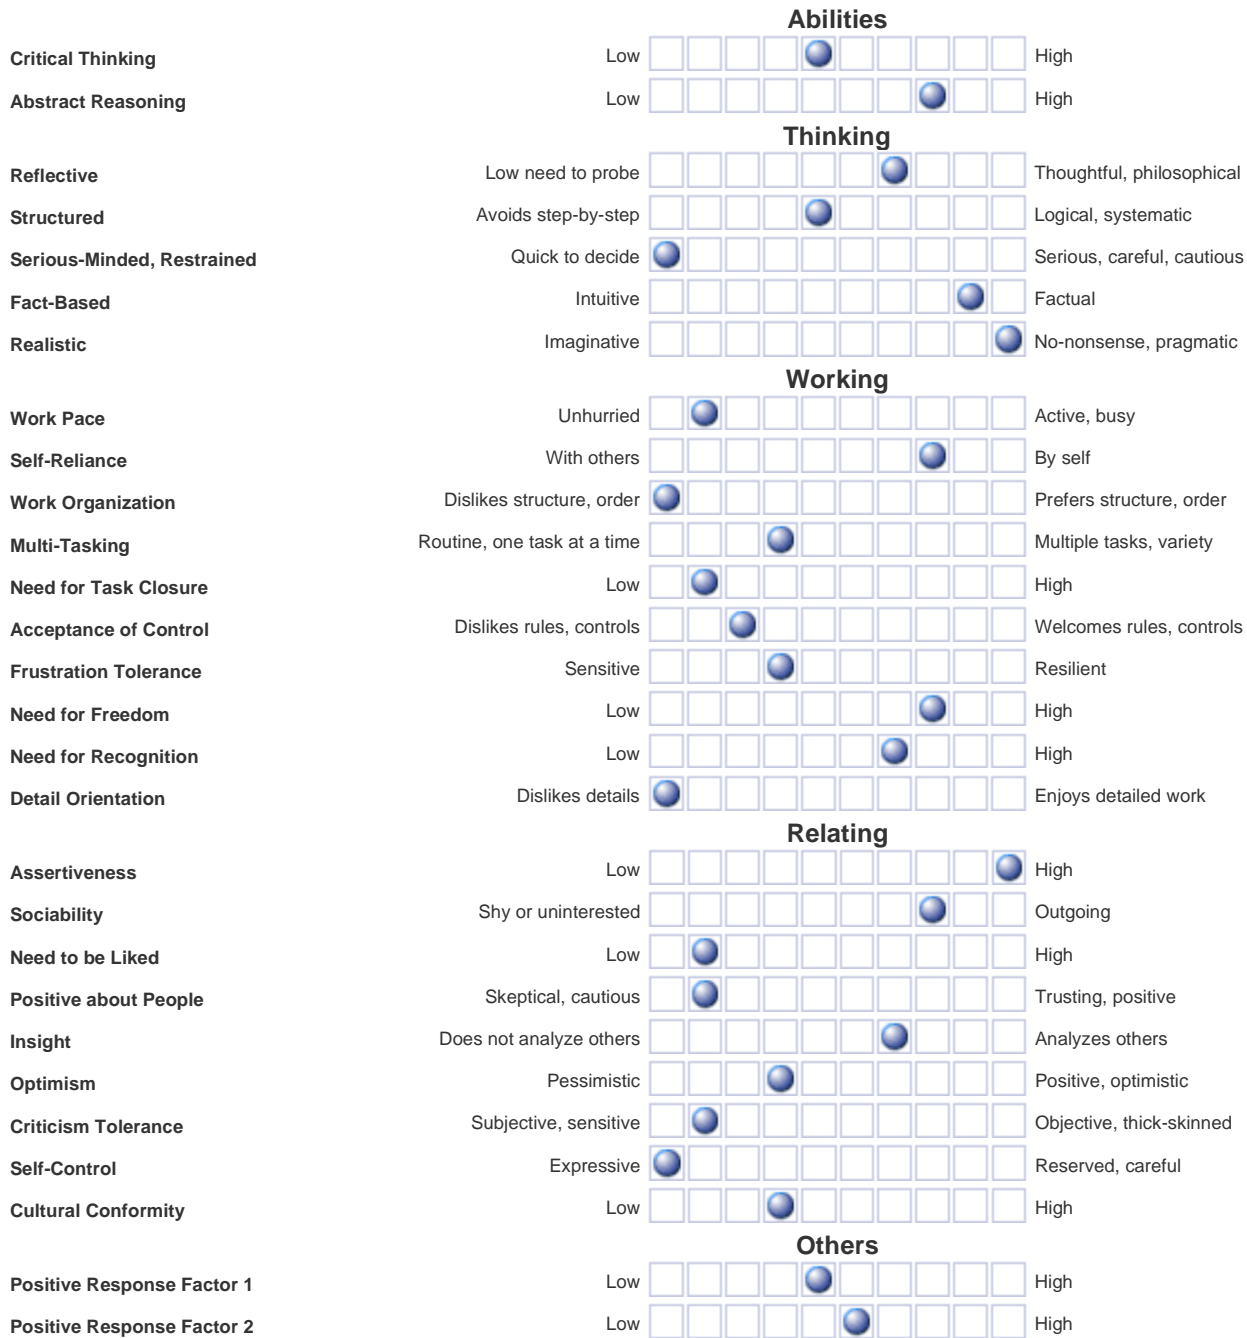 Abilities
Critical Thinking Low High
Abstract Reasoning Low High
Thinking
Reflective Low need to probe Thoughtful, philosophical
Structured Avoids step-by-step Logical, systematic
Serious-Minded, Restrained Quick to decide Serious, careful, cautious
Fact-Based Intuitive Factual
Realistic Imaginative No-nonsense, pragmatic
Working
Work Pace Unhurried Active, busy
Self-Reliance With others By self
Work Organization Dislikes structure, order Prefers structure, order
Multi-Tasking Routine, one task at a time Multiple tasks, variety
Need for Task Closure Low High
Acceptance of Control Dislikes rules, controls Welcomes rules, controls
Frustration Tolerance Sensitive Resilient
Need for Freedom Low High
Need for Recognition Low High
Detail Orientation Dislikes details Enjoys detailed work
Relating
Assertiveness Low High
Sociability Shy or uninterested Outgoing
Need to be Liked Low High
Positive about People Skeptical, cautious Trusting, positive
Insight Does not analyze others Analyzes others
Optimism Pessimistic Positive, optimistic
Criticism Tolerance Subjective, sensitive Objective, thick-skinned
Self-Control Expressive Reserved, careful
Cultural Conformity Low High
Others
Positive Response Factor 1 Low High
Positive Response Factor 2 Low High